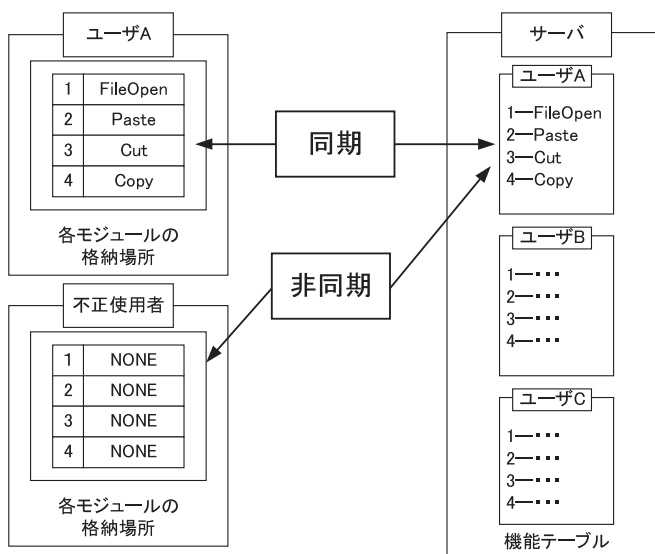 ユーザA
1 FileOpen
2 Paste
3 Cut
4 Copy
各モジュールの
格納場所
同期
非同期
不正使用者
1 NONE
2 NONE
3 NONE
4 NONE
各モジュールの
格納場所
サーバ
ユーザA
1―FileOpen
2―Paste
3―Cut
4―Copy
ユーザB
1―・・・
2―・・・
3―・・・
4―・・・
ユーザC
1―・・・
2―・・・
3―・・・
4―・・・
機能テーブル